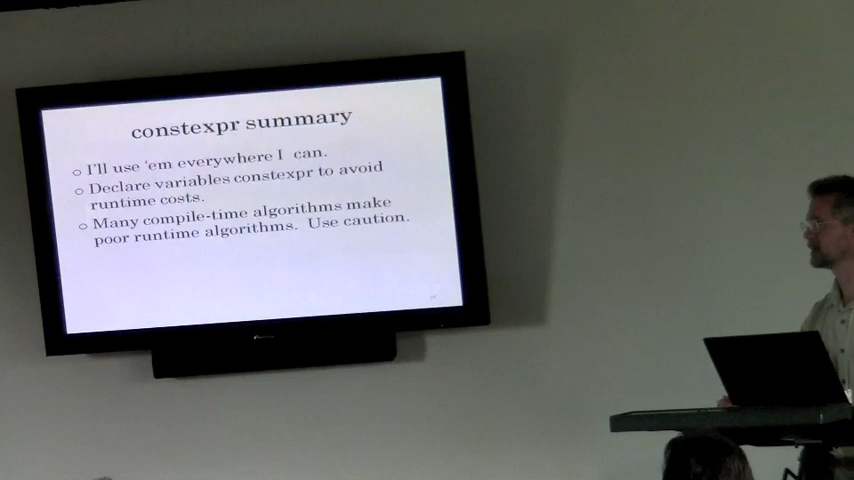 constexpr summary
I'll use 'em everywhere I can.
Declare variables constexpr to avoid
runtime costs.
Many compile-time algorithms make
poor runtime algorithms. Use caution.